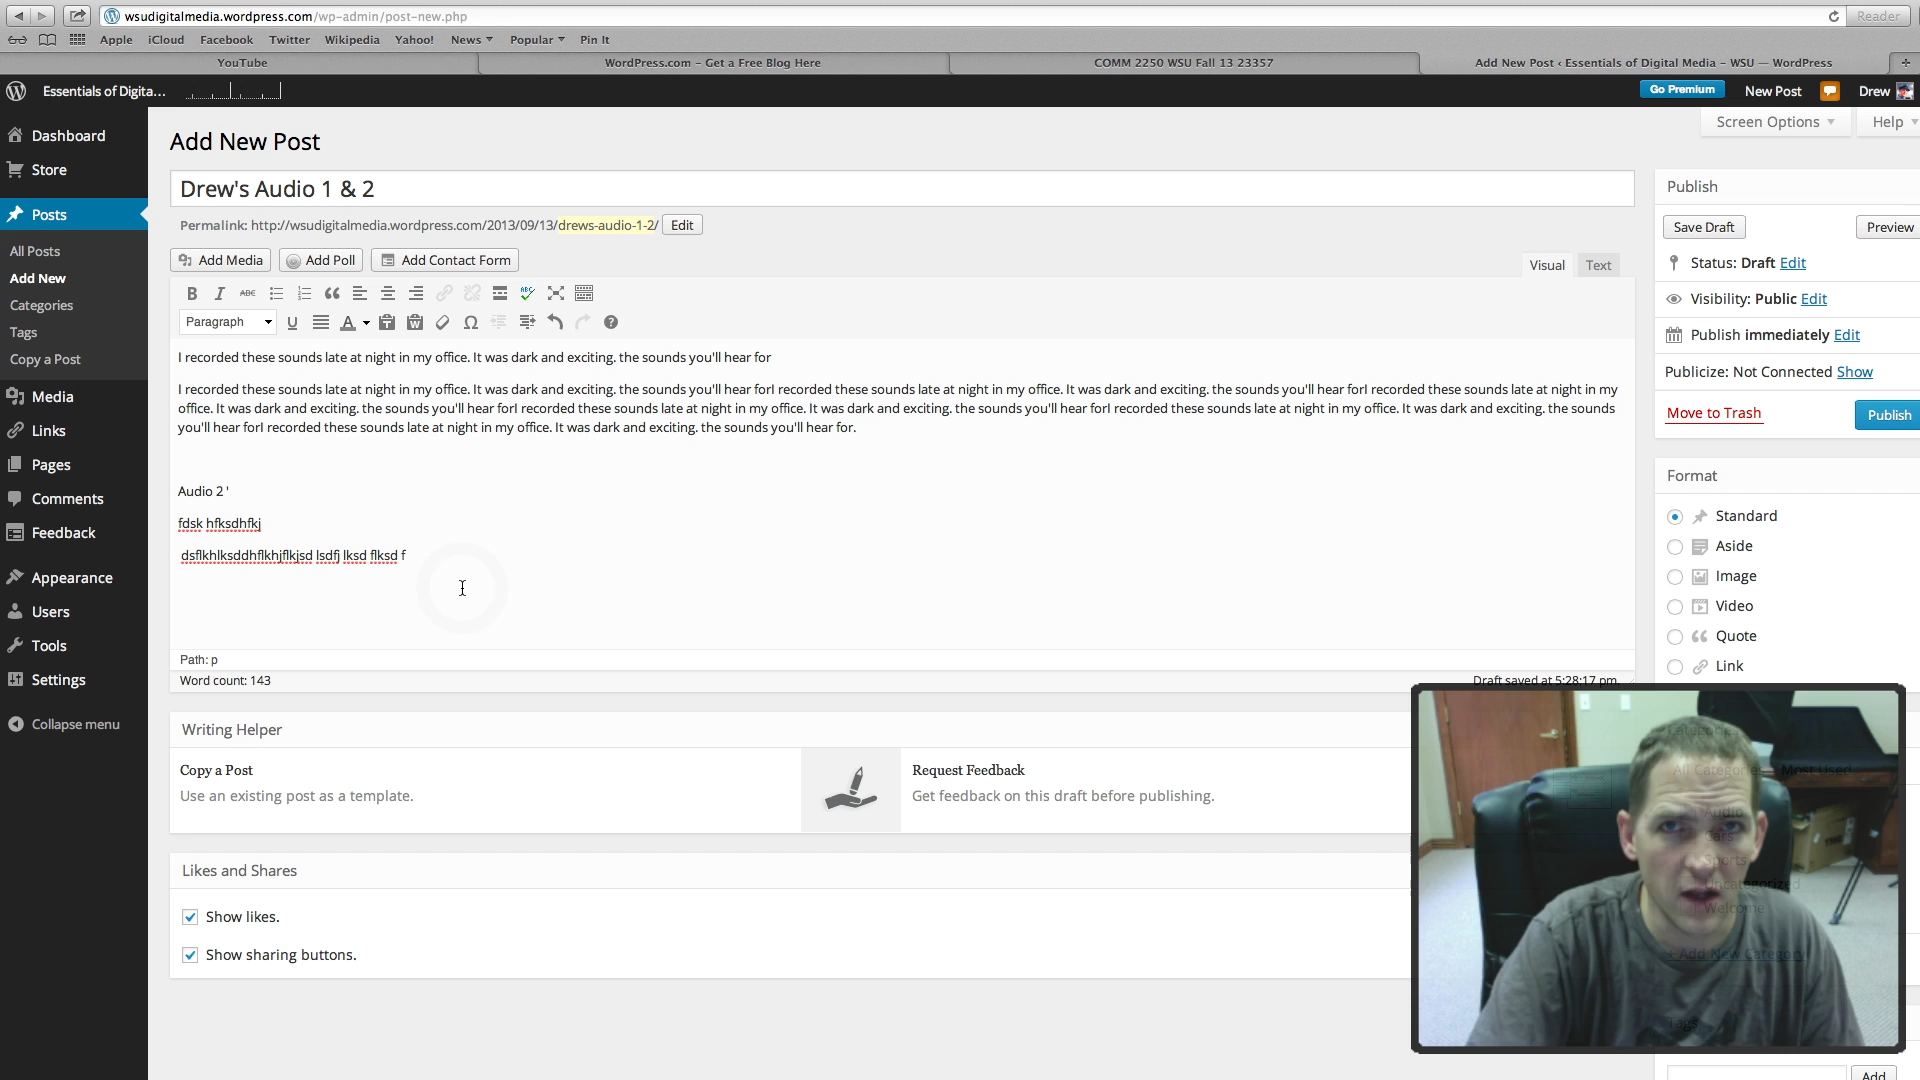 wsudigitalmedia.wordpress.com/wp-admin/post-new.php
Reader
Apple iCloud Facebook Twitter Wikipedia Yahoo! News Popular Pin It
YouTube
WordPress.com – Get a Free Blog Here
COMM 2250 WSU Fall 13 23357
Add New Post ‹ Essentials of Digital Media – WSU — WordPress
Essentials of Digita...
Go Premium
New Post
Drew
Dashboard
Store
Posts
All Posts
Add New
Categories
Tags
Copy a Post
Media
Links
Pages
Comments
Feedback
Appearance
Users
Tools
Settings
Collapse menu
Screen Options
Help
Add New Post
Drew's Audio 1 & 2
Permalink: http://wsudigitalmedia.wordpress.com/2013/09/13/drews-audio-1-2/ Edit
Add Media
Add Poll
Add Contact Form
Visual
Text
B I ABC
Paragraph
I recorded these sounds late at night in my office. It was dark and exciting. the sounds you'll hear for
I recorded these sounds late at night in my office. It was dark and exciting. the sounds you'll hear forI recorded these sounds late at night in my office. It was dark and exciting. the sounds you'll hear forI recorded these sounds late at night in my
office. It was dark and exciting. the sounds you'll hear forI recorded these sounds late at night in my office. It was dark and exciting. the sounds you'll hear forI recorded these sounds late at night in my office. It was dark and exciting. the sounds
you'll hear forI recorded these sounds late at night in my office. It was dark and exciting. the sounds you'll hear for.
Audio 2 '
fdsk hfksdhfkj
dsflkhlksddhflkhjflkjsd lsdfj lksd flksd f
Path: p
Word count: 143
Draft saved at 5:28:17 pm.
Writing Helper
Copy a Post
Use an existing post as a template.
Request Feedback
Get feedback on this draft before publishing.
Likes and Shares
Show likes.
Show sharing buttons.
Publish
Save Draft
Preview
Status: Draft Edit
Visibility: Public Edit
Publish immediately Edit
Publicize: Not Connected Show
Move to Trash
Publish
Format
Standard
Aside
Image
Video
Quote
Link
Categories
All Categories Most Used
Audio
Cars
Sports
Uncategorized
Welcome
+ Add New Category
Tags
Add